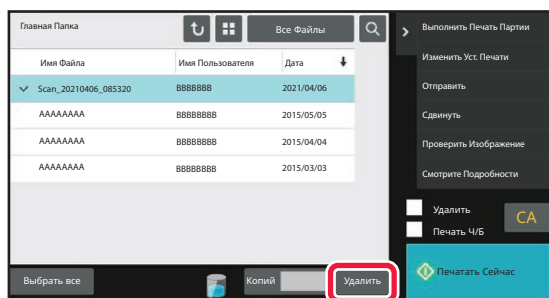 Главная Папка
Все Файлы
Имя Файла Имя Пользователя Дата
Scan_20210406_085320 BBBBBBB 2021/04/06
AAAAAAAA BBBBBBBB 2015/05/05
AAAAAAAA BBBBBBBB 2015/04/04
AAAAAAAA BBBBBBBB 2015/03/03
Выбрать все Копий Удалить
Выполнить Печать Партии
Изменить Уст. Печати
Отправить
Сдвинуть
Проверить Изображение
Смотрите Подробности
Удалить
Печать Ч/Б
CA
Печатать Сейчас